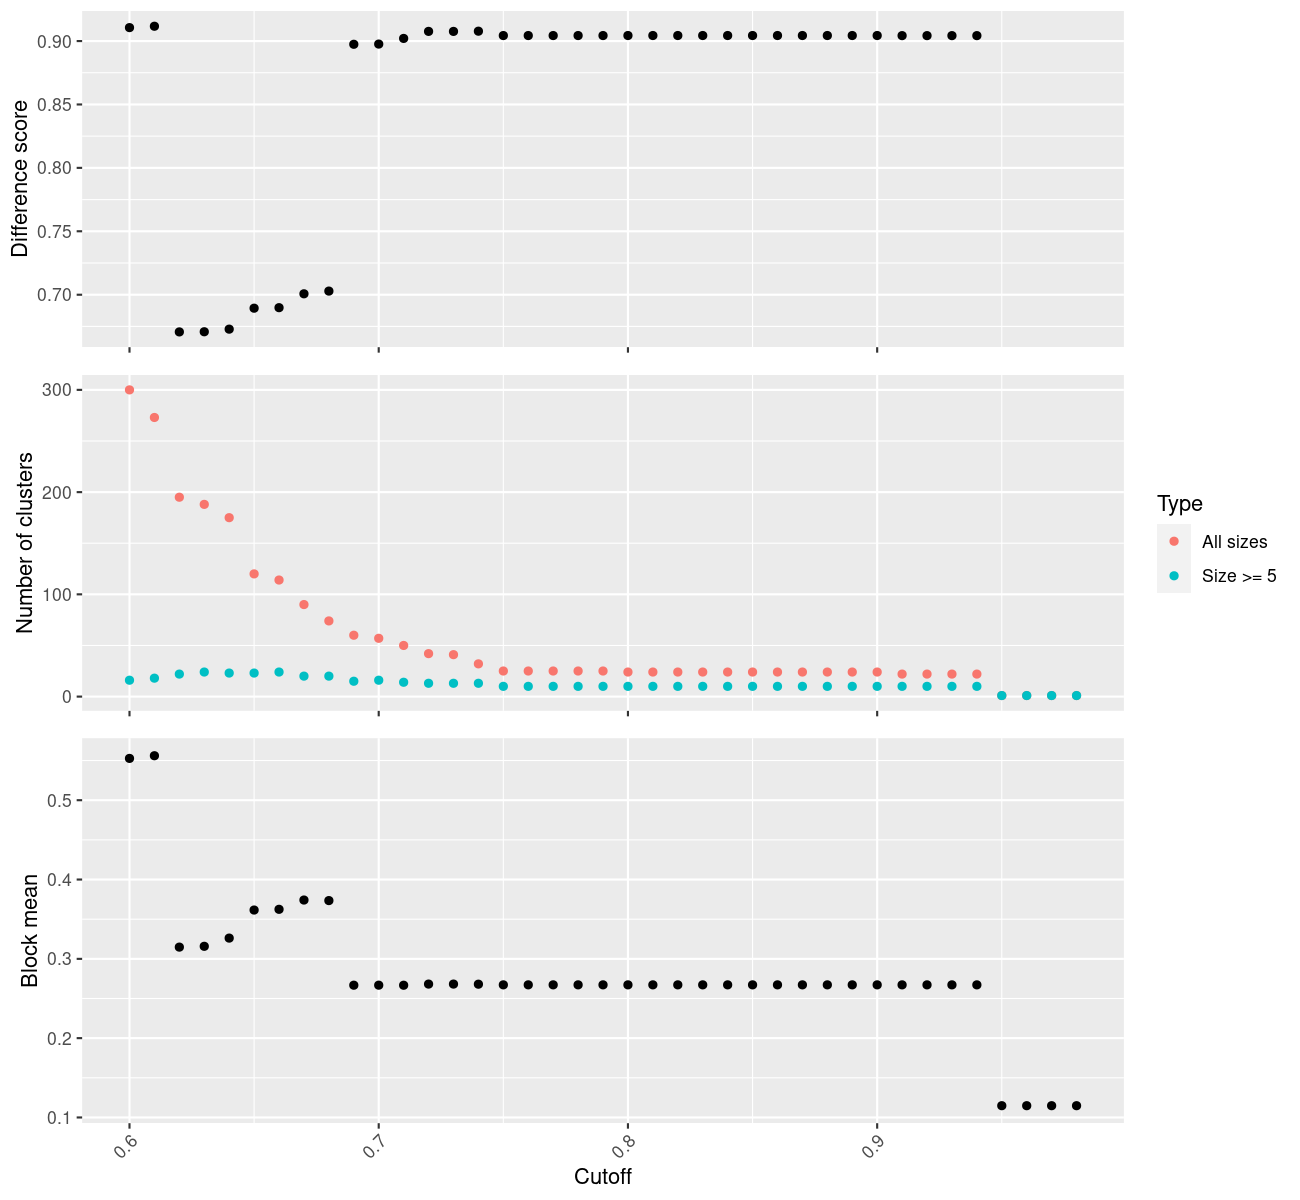 Difference score
0.90
0.85
0.80
0.75
0.70
Number of clusters
300
200
100
0
Type
All sizes
Size >= 5
Block mean
0.5
0.4
0.3
0.2
0.1
0.6 0.7 0.8 0.9
Cutoff